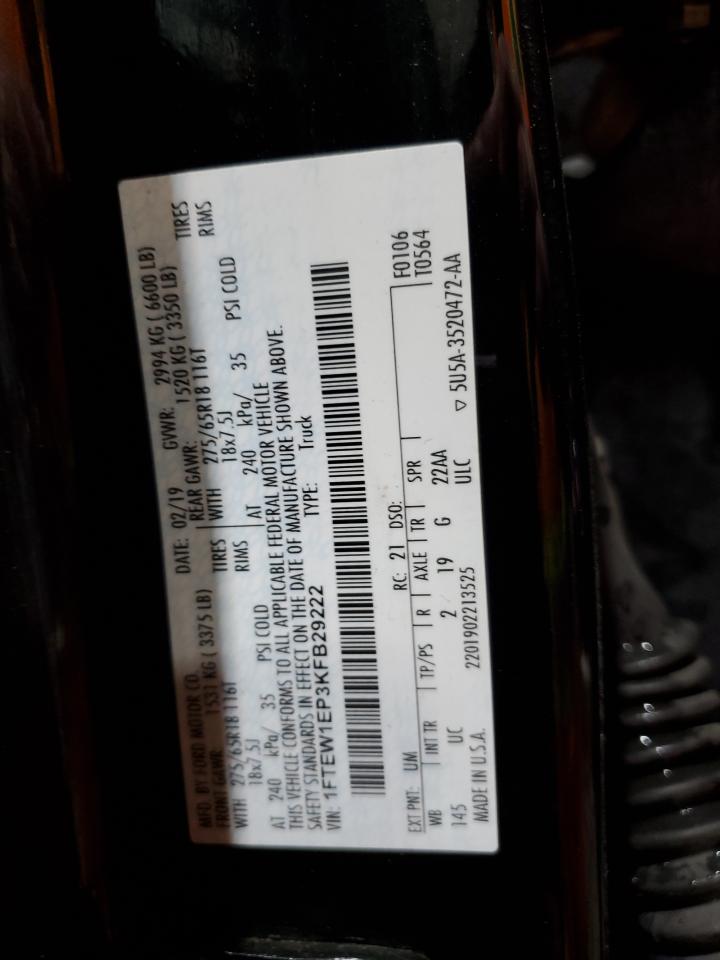 MFD. BY FORD MOTOR CO.
DATE: 02/19 GVWR: 2994 KG ( 6600 LB)
FRONT GAWR: 1531 KG ( 3375 LB) REAR GAWR: 1520 KG ( 3350 LB)
WITH 275/65R18 116T TIRES WITH 275/65R18 116T TIRES
18x7.5J RIMS 18x7.5J RIMS
AT 240 kPa/ 35 PSI COLD AT 240 kPa/ 35 PSI COLD
THIS VEHICLE CONFORMS TO ALL APPLICABLE FEDERAL MOTOR VEHICLE
SAFETY STANDARDS IN EFFECT ON THE DATE OF MANUFACTURE SHOWN ABOVE.
VIN: 1FTEW1EP3KFB29222 TYPE: Truck
EXT PNT: UM RC: 21 DSO: F0106
WB INT TR TP/PS R AXLE TR SPR T0564
145 UC 2 19 G 22AA
2201902213525 ULC
MADE IN U.S.A. ▽ 5U5A-3520472-AA